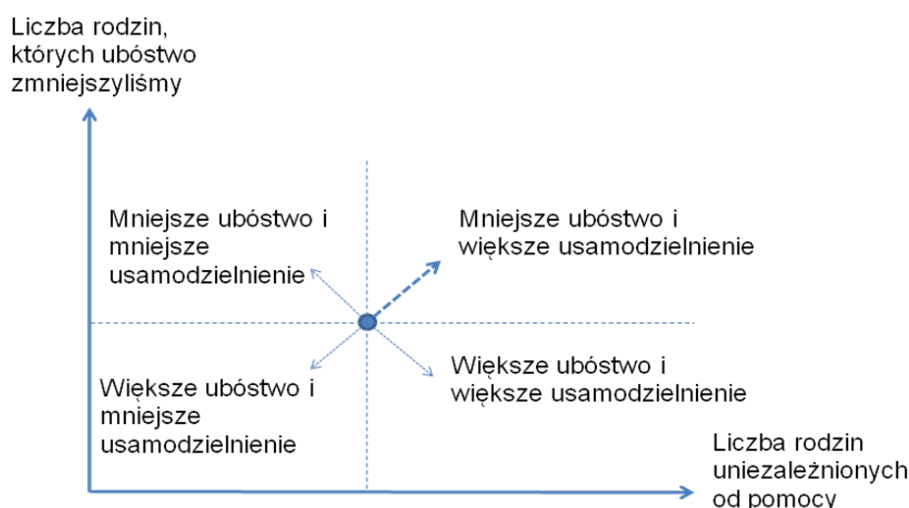 Liczba rodzin,
których ubóstwo
zmniejszyliśmy
Mniejsze ubóstwo i
mniejsze
usamodzielnienie
Mniejsze ubóstwo i
większe usamodzielnienie
Większe ubóstwo i
mniejsze
usamodzielnienie
Większe ubóstwo i
większe usamodzielnienie
Liczba rodzin
uniezależnionych
od pomocy